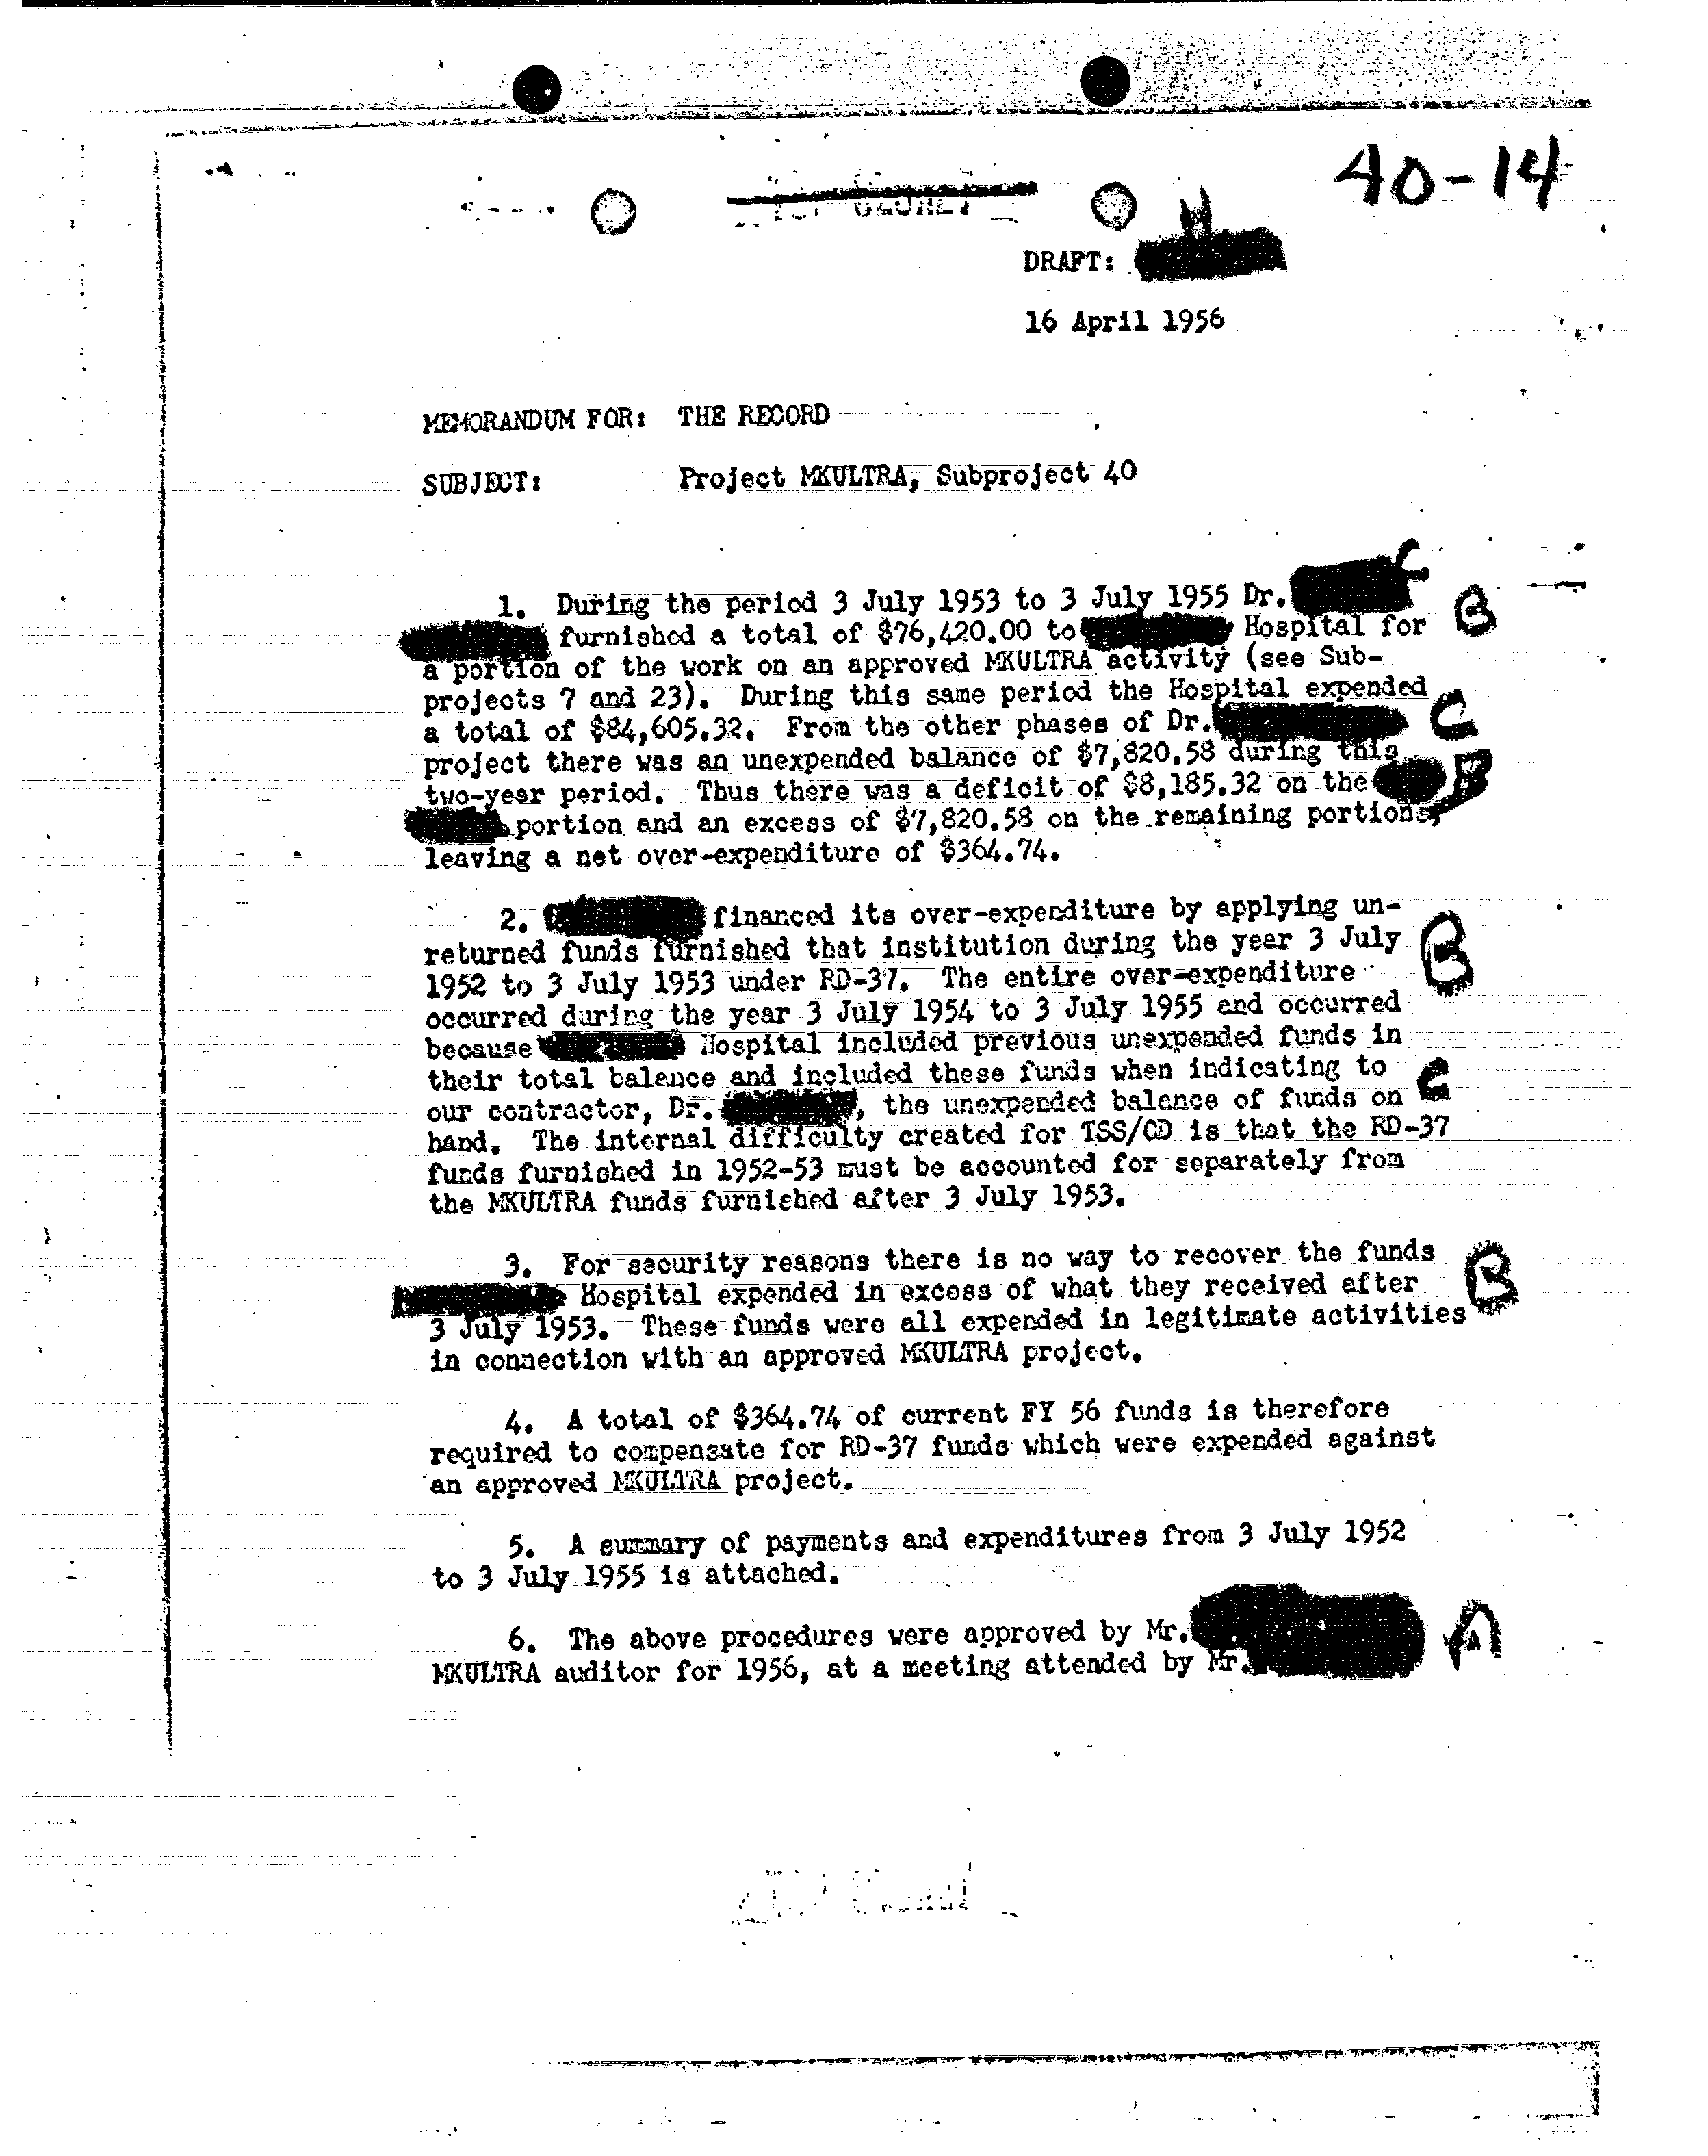 40-14
H
DRAFT:
16 April 1956
MEMORANDUM FOR: THE RECORD
SUBJECT: Project MKULTRA, Subproject 40
1. During the period 3 July 1953 to 3 July 1955 Dr. C
furnished a total of $76,420.00 to Hospital for B
a portion of the work on an approved MKULTRA activity (see Sub-
projects 7 and 23). During this same period the Hospital expended
a total of $84,605.32. From the other phases of Dr. C
project there was an unexpended balance of $7,820.58 during this
two-year period. Thus there was a deficit of $8,185.32 on the B
portion and an excess of $7,820.58 on the remaining portions,
leaving a net over-expenditure of $364.74.
2. financed its over-expenditure by applying un-
returned funds furnished that institution during the year 3 July B
1952 to 3 July 1953 under RD-37. The entire over-expenditure
occurred during the year 3 July 1954 to 3 July 1955 and occurred
because Hospital included previous unexpended funds in
their total balance and included these funds when indicating to
our contractor, Dr. , the unexpended balance of funds on C
hand. The internal difficulty created for TSS/CD is that the RD-37
funds furnished in 1952-53 must be accounted for separately from
the MKULTRA funds furnished after 3 July 1953.
3. For security reasons there is no way to recover the funds
Hospital expended in excess of what they received after B
3 July 1953. These funds were all expended in legitimate activities
in connection with an approved MKULTRA project.
4. A total of $364.74 of current FY 56 funds is therefore
required to compensate for RD-37 funds which were expended against
an approved MKULTRA project.
5. A summary of payments and expenditures from 3 July 1952
to 3 July 1955 is attached.
6. The above procedures were approved by Mr. A
MKULTRA auditor for 1956, at a meeting attended by Mr.